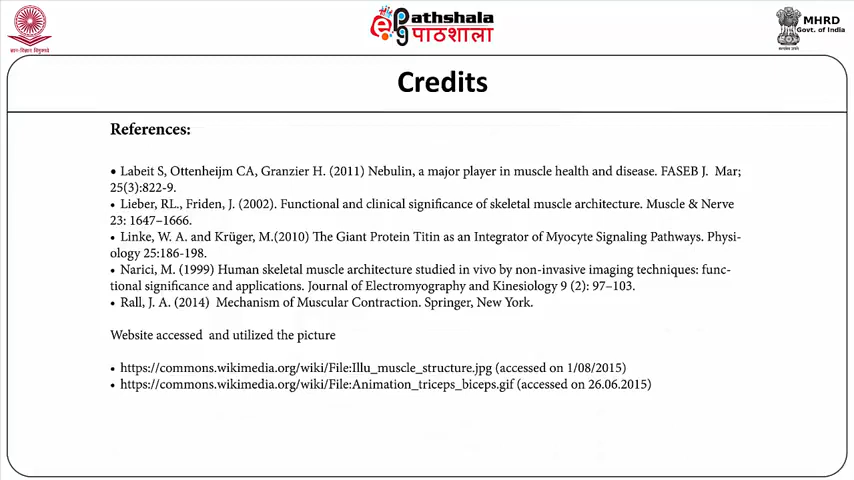 Pathshala
पाठशाला
MHRD
Govt. of India
Credits
References:
• Labeit S, Ottenheijm CA, Granzier H. (2011) Nebulin, a major player in muscle health and disease. FASEB J. Mar;
25(3):822-9.
• Lieber, RL., Friden, J. (2002). Functional and clinical significance of skeletal muscle architecture. Muscle & Nerve
23: 1647–1666.
• Linke, W. A. and Krüger, M.(2010) The Giant Protein Titin as an Integrator of Myocyte Signaling Pathways. Physi-
ology 25:186-198.
• Narici, M. (1999) Human skeletal muscle architecture studied in vivo by non-invasive imaging techniques: func-
tional significance and applications. Journal of Electromyography and Kinesiology 9 (2): 97–103.
• Rall, J. A. (2014) Mechanism of Muscular Contraction. Springer, New York.
Website accessed and utilized the picture
• https://commons.wikimedia.org/wiki/File:Illu_muscle_structure.jpg (accessed on 1/08/2015)
• https://commons.wikimedia.org/wiki/File:Animation_triceps_biceps.gif (accessed on 26.06.2015)